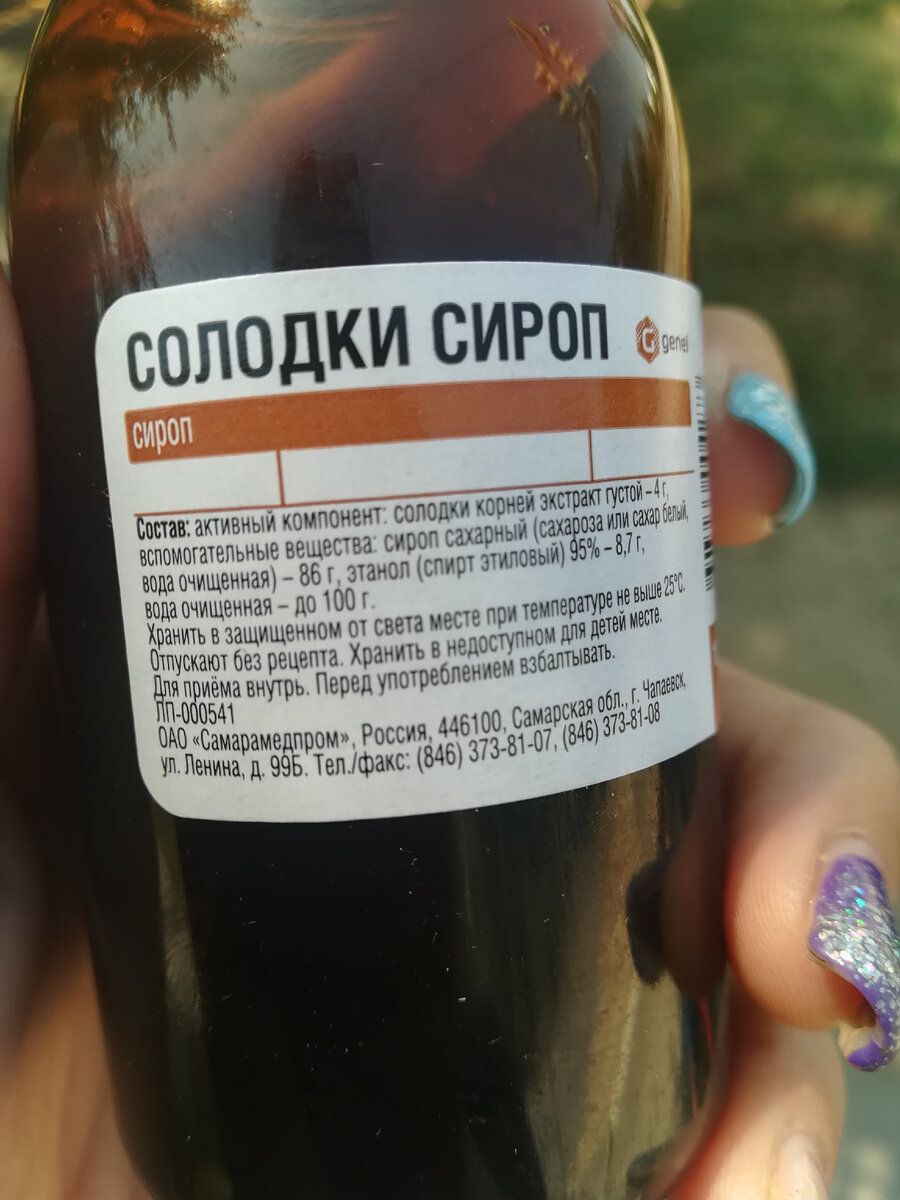 СОЛОДКИ СИРОП
G
сироп
Состав: активный компонент: солодки корней экстракт густой – 4 г,
вспомогательные вещества: сироп сахарный (сахароза или сахар белый,
вода очищенная) – 86 г, этанол (спирт этиловый) 95% – 8,7 г,
вода очищенная – до 100 г.
Хранить в защищенном от света месте при температуре не выше 25°С.
Отпускают без рецепта. Хранить в недоступном для детей месте.
Для приёма внутрь. Перед употреблением взбалтывать.
ЛП-000541
ОАО «Самарамедпром», Россия, 446100, Самарская обл., г. Чапаевск,
ул. Ленина, д. 99Б. Тел./факс: (846) 373-81-07, (846) 373-81-08